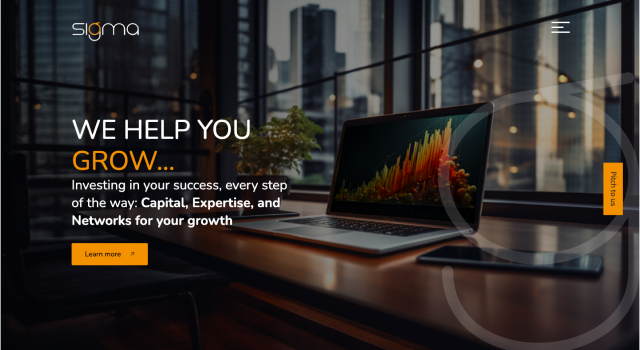 sigma
WE HELP YOU
GROW...
Investing in your success, every step
of the way: Capital, Expertise, and
Networks for your growth
Learn more
Pitch to us